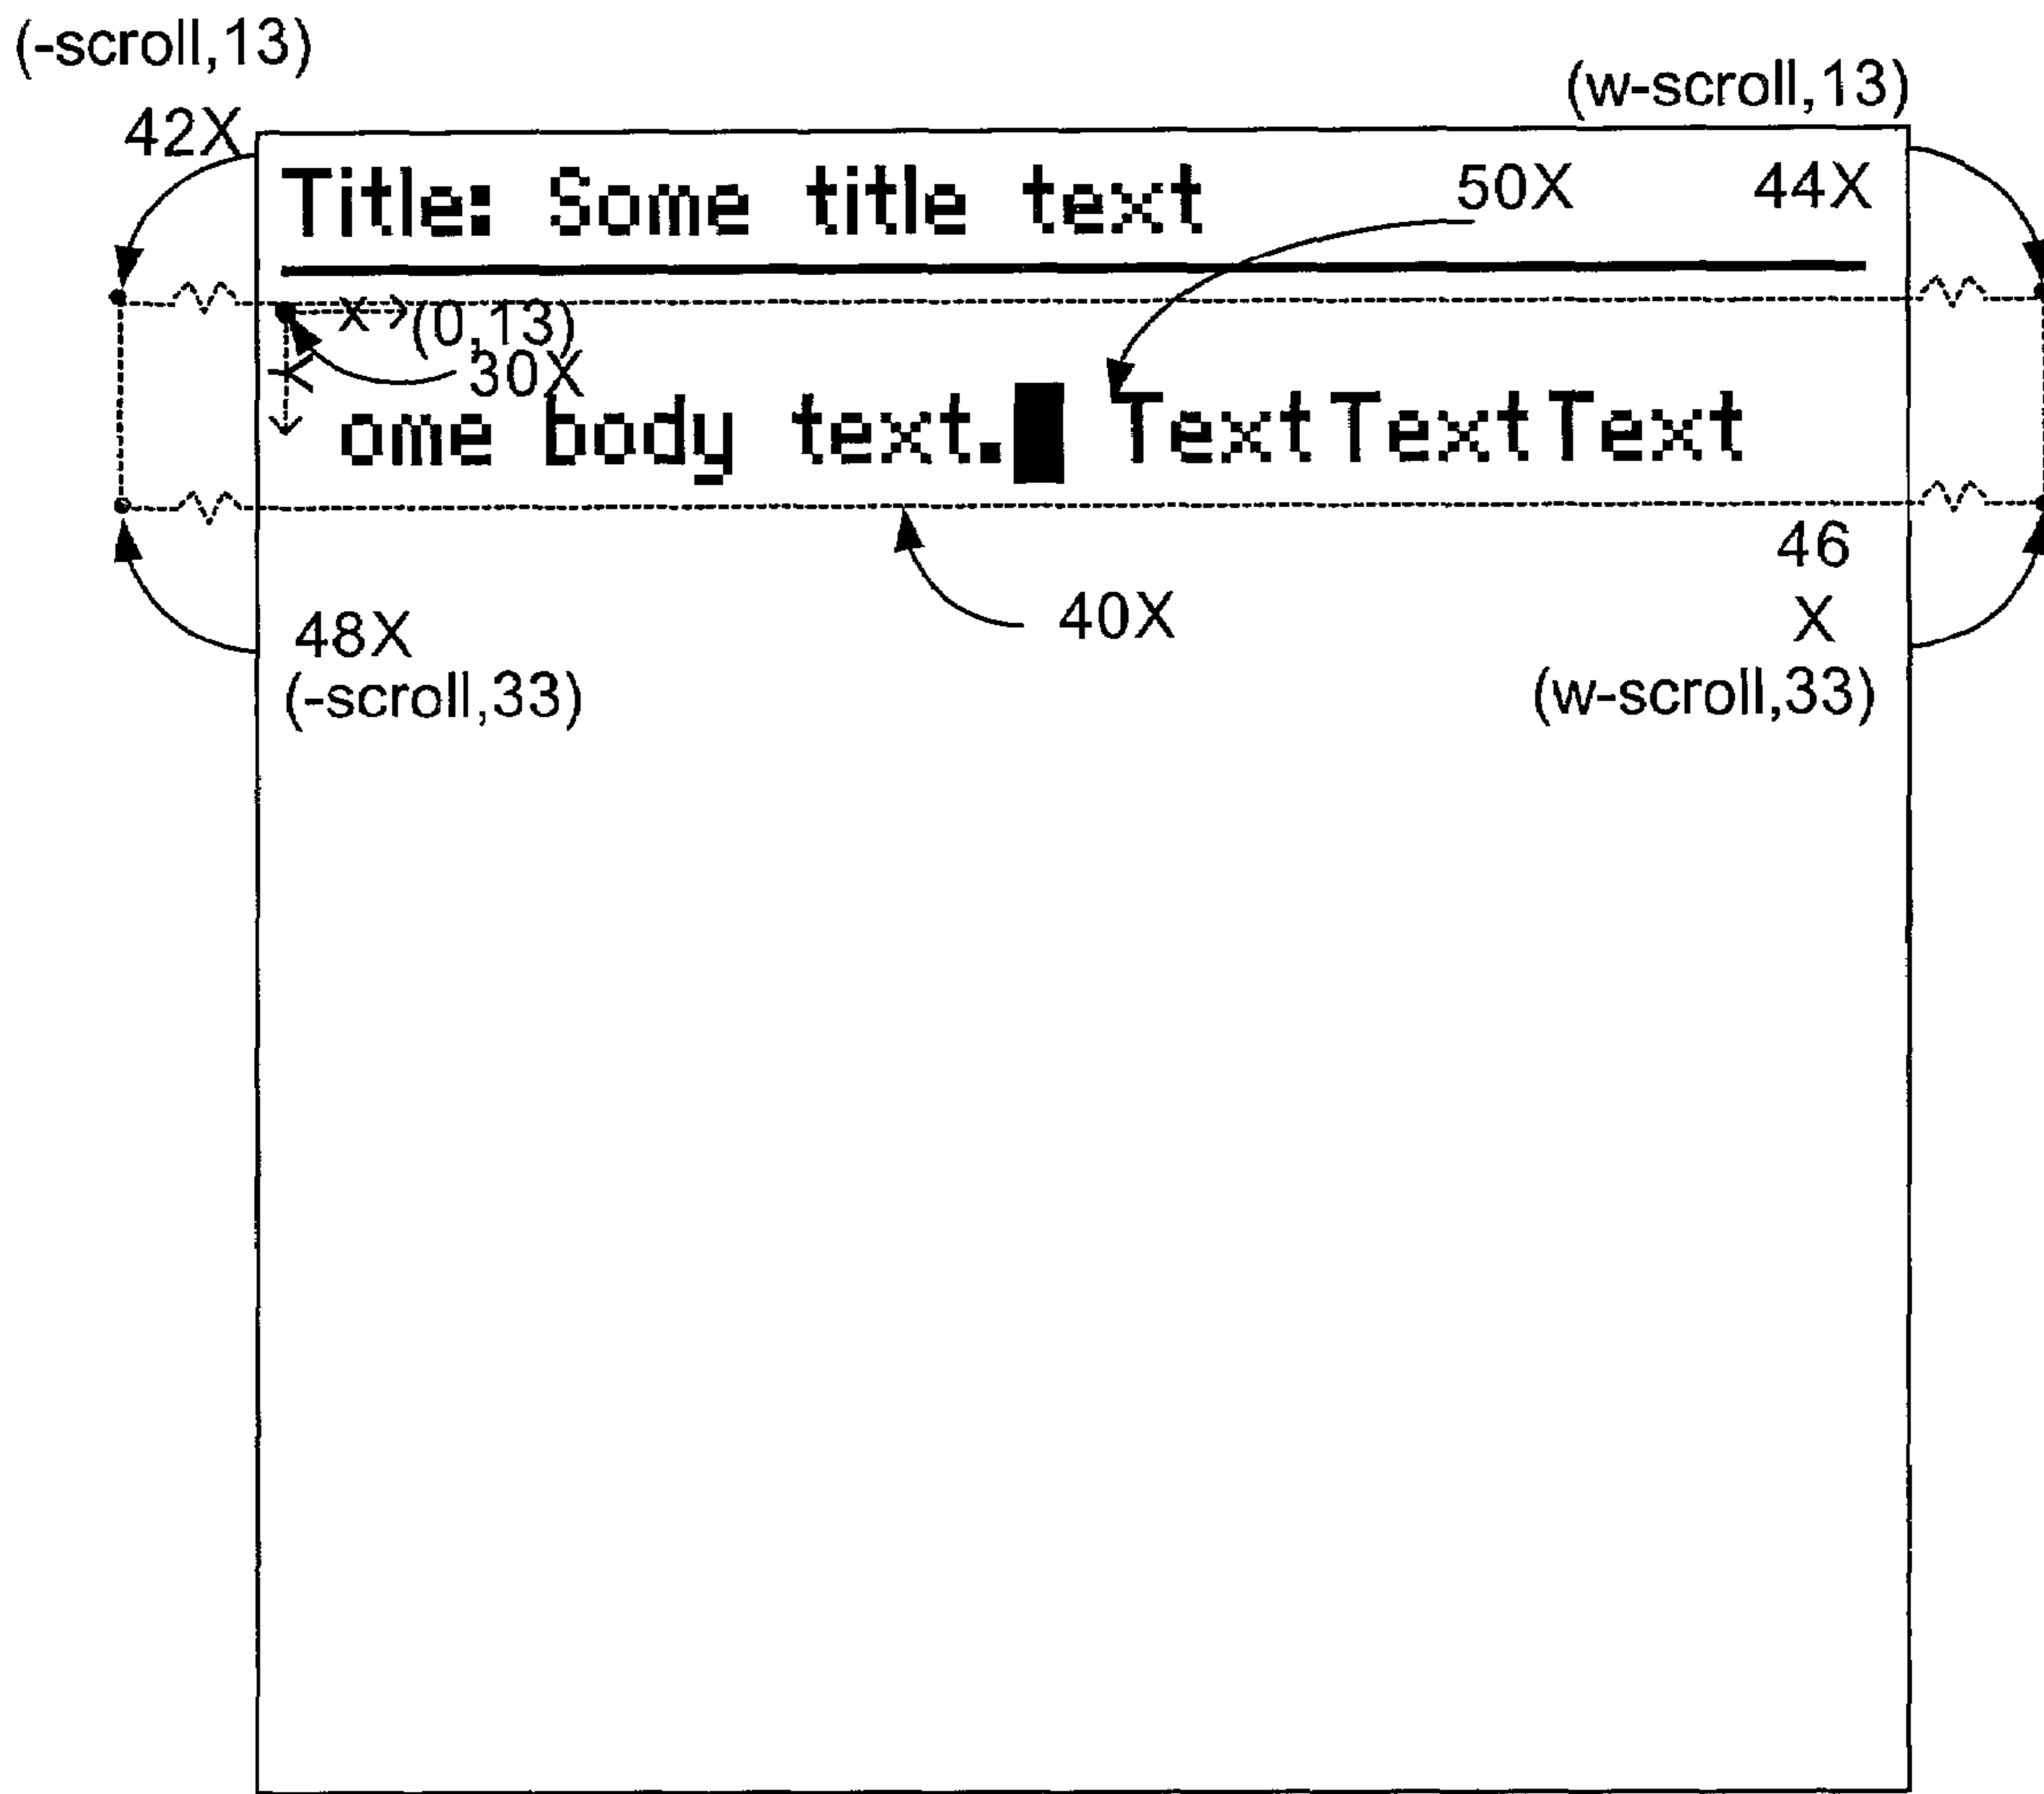 (-scroll,13)
(w-scroll,13)
42X
Title: Some title text
50X
44X
X
(0,13)
Y
30X
ome body text. TextTextText
46
X
40X
48X
(-scroll,33)
(w-scroll,33)